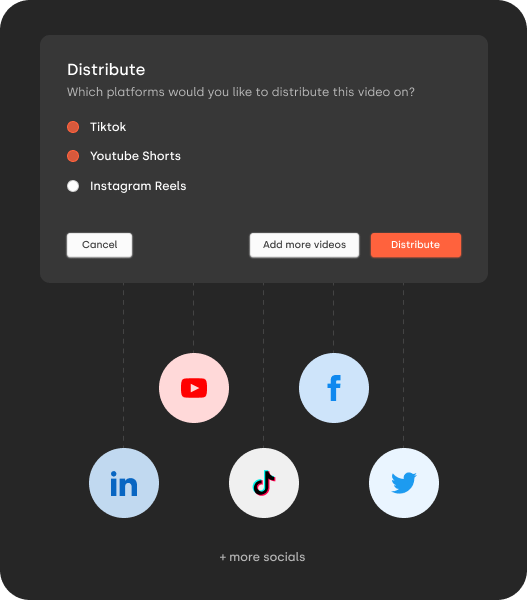 Distribute
Which platforms would you like to distribute this video on?
Tiktok
Youtube Shorts
Instagram Reels
Cancel
Add more videos
Distribute
f
in
+ more socials